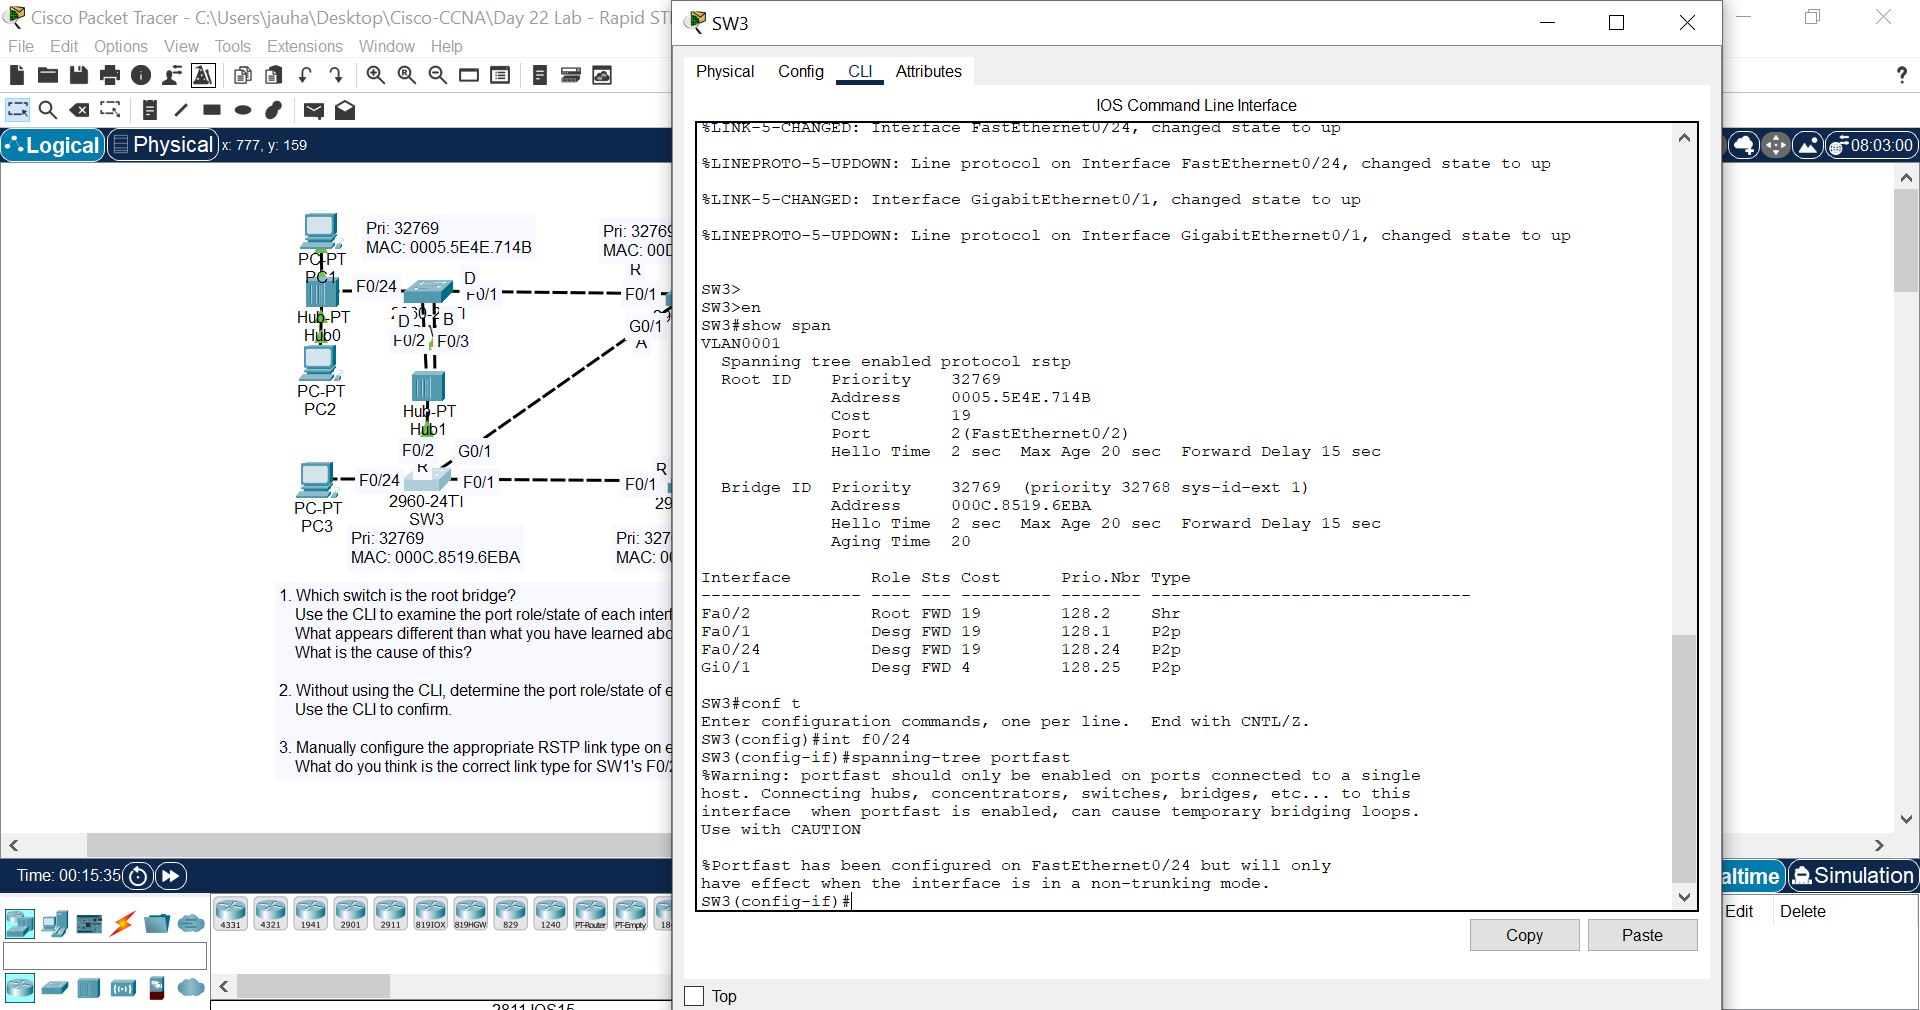 Cisco Packet Tracer - C:\Users\jauha\Desktop\Cisco-CCNA\Day 22 Lab - Rapid ST
File Edit Options View Tools Extensions Window Help
Logical Physical x: 777, y: 159
08:03:00
Pri: 32769
MAC: 0005.5E4E.714B
Pri: 32769
MAC: 00D
R
PC-PT
PC1
F0/24
D
F0/1
F0/1
Hub-PT
Hub0
D
B
F0/2
F0/3
G0/1
A
PC-PT
PC2
Hub-PT
Hub1
F0/2
G0/1
R
R
F0/24
F0/1
F0/1
PC-PT
PC3
2960-24TT
SW3
29
Pri: 32769
MAC: 000C.8519.6EBA
Pri: 327
MAC: 00
1. Which switch is the root bridge?
Use the CLI to examine the port role/state of each inter
What appears different than what you have learned abo
What is the cause of this?
2. Without using the CLI, determine the port role/state of e
Use the CLI to confirm.
3. Manually configure the appropriate RSTP link type on e
What do you think is the correct link type for SW1's F0/2
Time: 00:15:35
altime Simulation
Edit Delete
4331 4321 1941 2901 2911 819IOX 819HGW 829 1240 PT-Router PT-Empty 18
2811 IOS15
SW3
Physical Config CLI Attributes
IOS Command Line Interface
%LINK-5-CHANGED: Interface FastEthernet0/24, changed state to up
%LINEPROTO-5-UPDOWN: Line protocol on Interface FastEthernet0/24, changed state to up
%LINK-5-CHANGED: Interface GigabitEthernet0/1, changed state to up
%LINEPROTO-5-UPDOWN: Line protocol on Interface GigabitEthernet0/1, changed state to up
SW3>
SW3>en
SW3#show span
VLAN0001
Spanning tree enabled protocol rstp
Root ID Priority 32769
Address 0005.5E4E.714B
Cost 19
Port 2(FastEthernet0/2)
Hello Time 2 sec Max Age 20 sec Forward Delay 15 sec
Bridge ID Priority 32769 (priority 32768 sys-id-ext 1)
Address 000C.8519.6EBA
Hello Time 2 sec Max Age 20 sec Forward Delay 15 sec
Aging Time 20
Interface Role Sts Cost Prio.Nbr Type
---------------- ---- --- --------- -------- --------------------------------
Fa0/2 Root FWD 19 128.2 Shr
Fa0/1 Desg FWD 19 128.1 P2p
Fa0/24 Desg FWD 19 128.24 P2p
Gi0/1 Desg FWD 4 128.25 P2p
SW3#conf t
Enter configuration commands, one per line. End with CNTL/Z.
SW3(config)#int f0/24
SW3(config-if)#spanning-tree portfast
%Warning: portfast should only be enabled on ports connected to a single
host. Connecting hubs, concentrators, switches, bridges, etc... to this
interface when portfast is enabled, can cause temporary bridging loops.
Use with CAUTION
%Portfast has been configured on FastEthernet0/24 but will only
have effect when the interface is in a non-trunking mode.
SW3(config-if)#
Copy Paste
Top